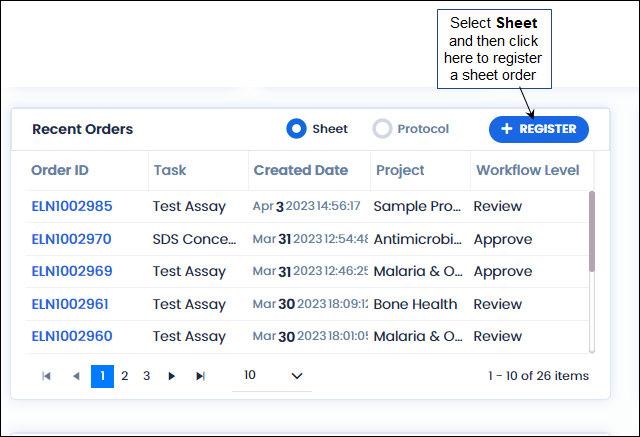 Select Sheet
and then click
here to register
a sheet order
Recent Orders
Sheet
Protocol
+ REGISTER
Order ID Task Created Date Project Workflow Level
ELN1002985 Test Assay Apr 3 2023 14:56:17 Sample Pro... Review
ELN1002970 SDS Conce... Mar 31 2023 12:54:48 Antimicrobi... Approve
ELN1002969 Test Assay Mar 31 2023 12:46:25 Malaria & O... Approve
ELN1002961 Test Assay Mar 30 2023 18:09:12 Bone Health Review
ELN1002960 Test Assay Mar 30 2023 18:01:05 Malaria & O... Review
1 2 3 10 1 - 10 of 26 items